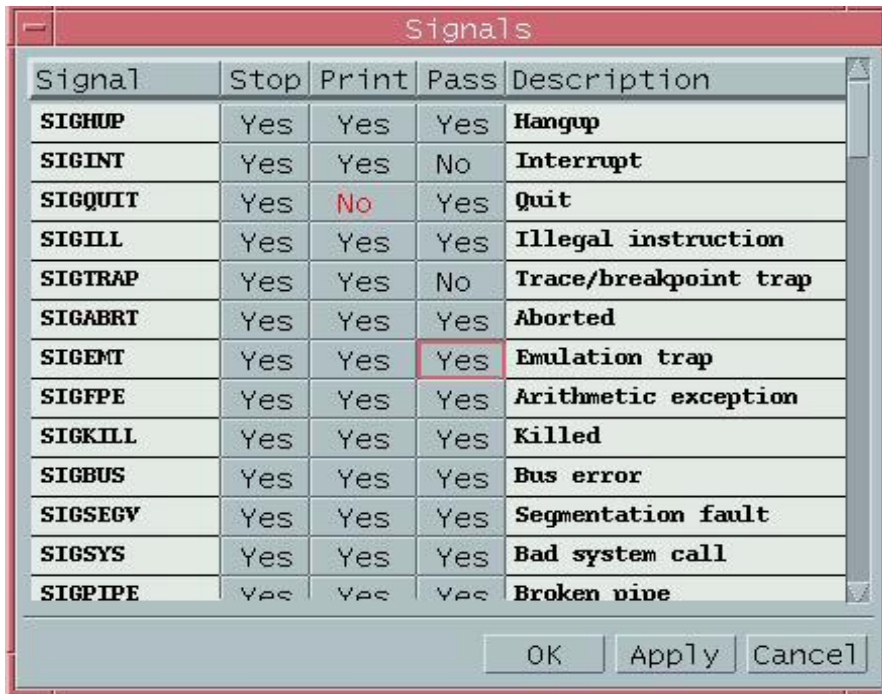 Signals
Signal Stop Print Pass Description
SIGHUP Yes Yes Yes Hangup
SIGINT Yes Yes No Interrupt
SIGQUIT Yes No Yes Quit
SIGILL Yes Yes Yes Illegal instruction
SIGTRAP Yes Yes No Trace/breakpoint trap
SIGABRT Yes Yes Yes Aborted
SIGEMT Yes Yes Yes Emulation trap
SIGFPE Yes Yes Yes Arithmetic exception
SIGKILL Yes Yes Yes Killed
SIGBUS Yes Yes Yes Bus error
SIGSEGV Yes Yes Yes Segmentation fault
SIGSYS Yes Yes Yes Bad system call
SIGPIPE Yes Yes Yes Broken pipe
OK Apply Cancel